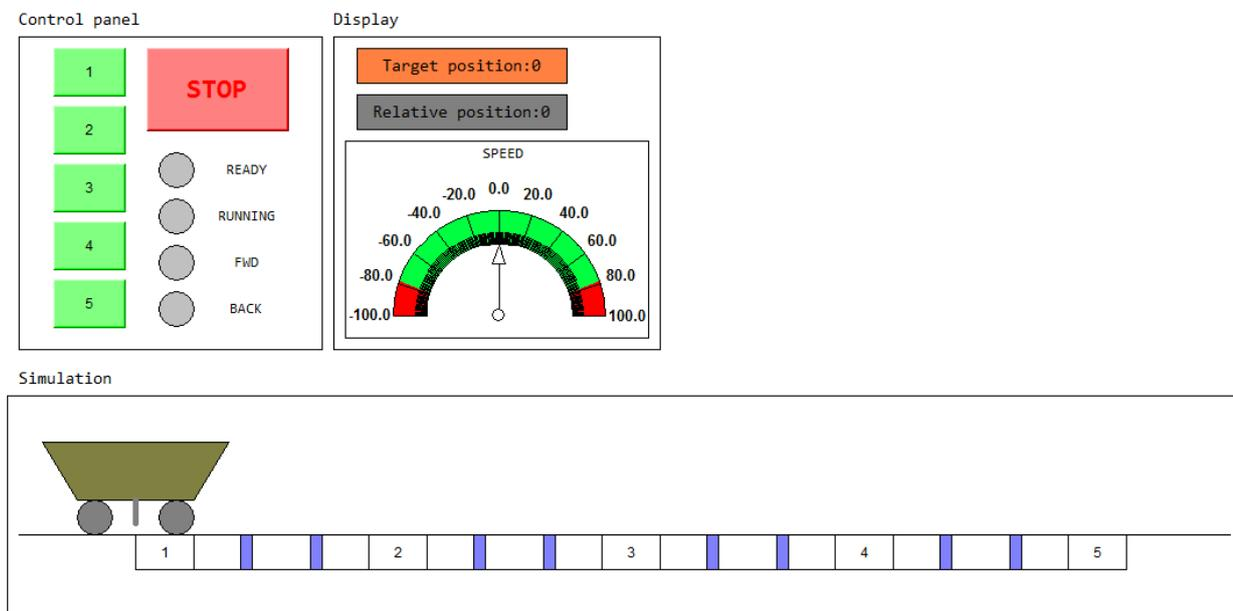 Control panel
1
2
3
4
5
STOP
READY
RUNNING
FWD
BACK
Display
Target position:0
Relative position:0
SPEED
-100.0
-80.0
-60.0
-40.0
-20.0
0.0
20.0
40.0
60.0
80.0
100.0
Simulation
1
2
3
4
5